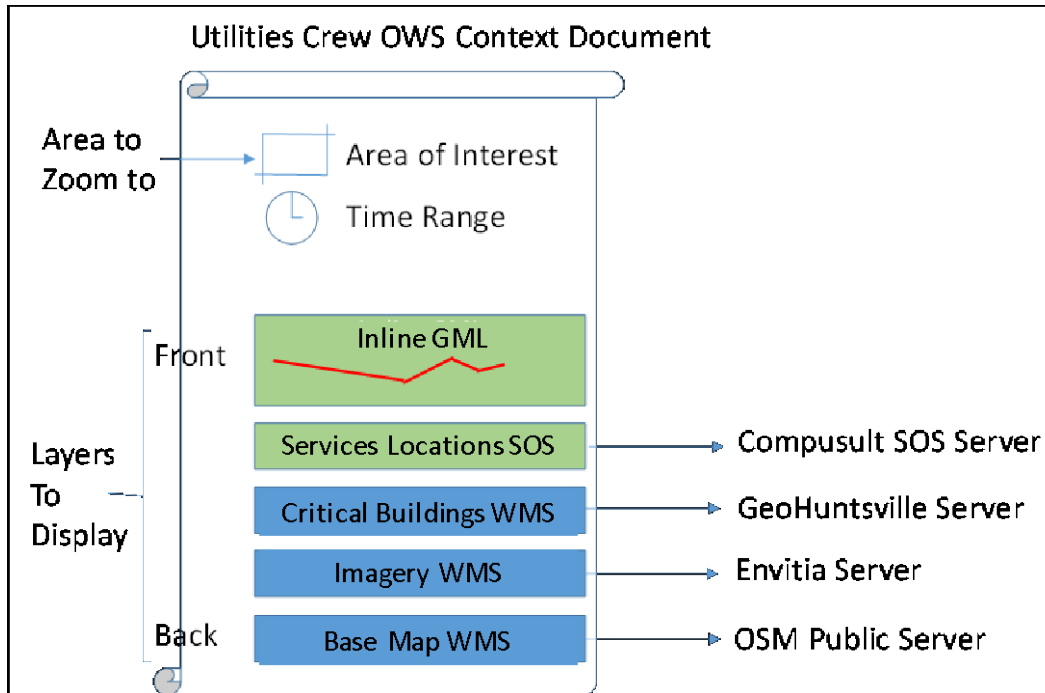 Utilities Crew OWS Context Document
Area to
Zoom to
Area of Interest
Time Range
Layers
To
Display
Front
Inline GML
Services Locations SOS
Compusult SOS Server
Critical Buildings WMS
GeoHuntsville Server
Imagery WMS
Envitia Server
Back
Base Map WMS
OSM Public Server